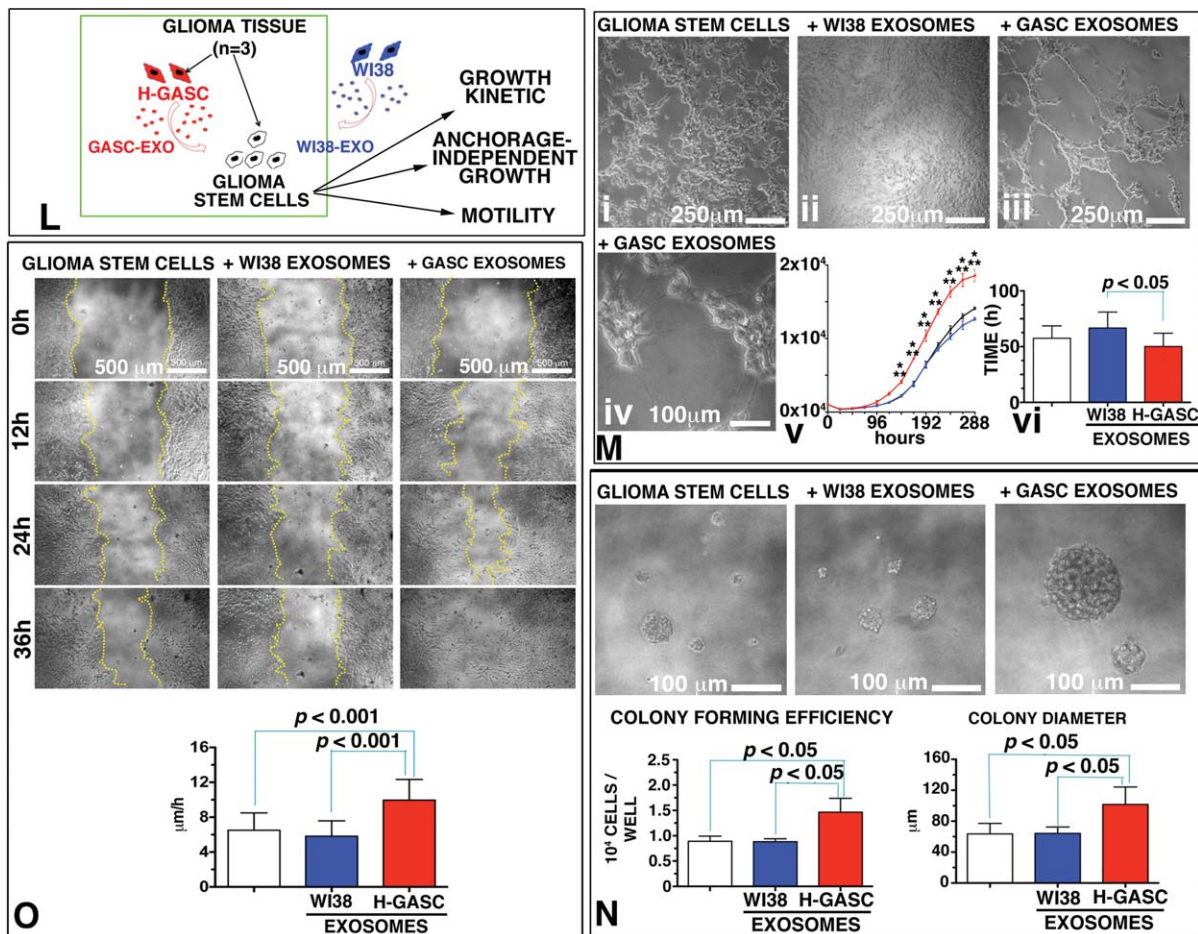 GLIOMA TISSUE
(n=3)
H-GASC
GASC-EXO
GLIOMA
STEM CELLS
WI38
WI38-EXO
GROWTH
KINETIC
ANCHORAGE-
INDEPENDENT
GROWTH
MOTILITY
L
GLIOMA STEM CELLS
+ WI38 EXOSOMES
+ GASC EXOSOMES
i
250μm
ii
250μm
iii
250μm
+ GASC EXOSOMES
iv
100μm
M
2x10⁴
1x10⁴
0x10⁴
0
96
192
288
hours
v
** ** ** ** ** ** **
TIME (h)
100
50
0
p < 0.05
WI38
H-GASC
EXOSOMES
vi
GLIOMA STEM CELLS
+ WI38 EXOSOMES
+ GASC EXOSOMES
0h
500 μm
500 μm
500 μm
500 μm
500 μm
500 μm
12h
24h
36h
p < 0.001
p < 0.001
16
12
8
4
0
μm/h
WI38
H-GASC
EXOSOMES
O
GLIOMA STEM CELLS
+ WI38 EXOSOMES
+ GASC EXOSOMES
100 μm
100 μm
100 μm
COLONY FORMING EFFICIENCY
p < 0.05
p < 0.05
2.5
2.0
1.5
1.0
0.5
0
10⁴ CELLS /
WELL
WI38
H-GASC
EXOSOMES
COLONY DIAMETER
p < 0.05
p < 0.05
160
120
80
40
0
μm
WI38
H-GASC
EXOSOMES
N